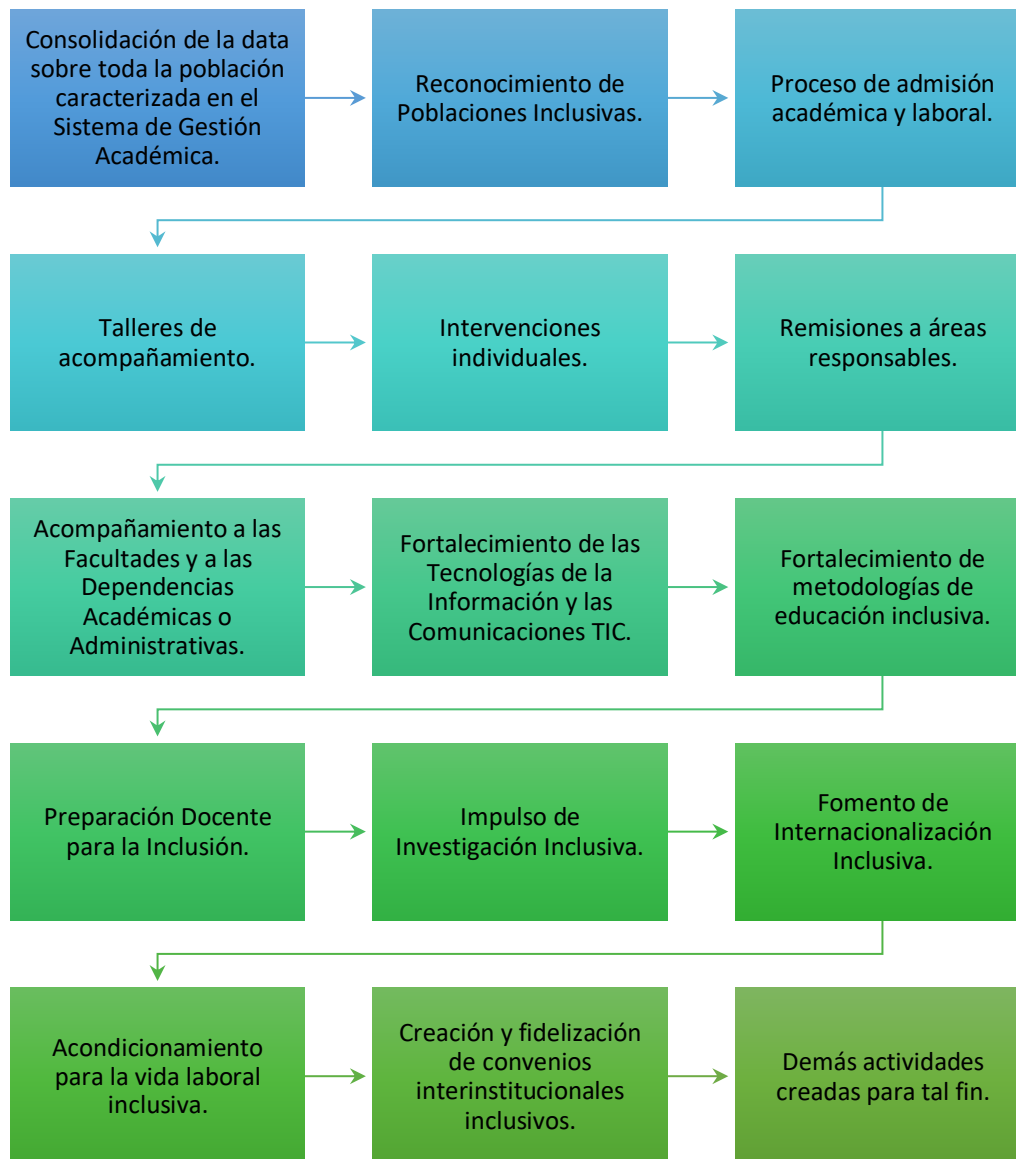 Consolidación de la data
sobre toda la población
caracterizada en el
Sistema de Gestión
Académica.
Reconocimiento de
Poblaciones Inclusivas.
Proceso de admisión
académica y laboral.
Talleres de
acompañamiento.
Intervenciones
individuales.
Remisiones a áreas
responsables.
Acompañamiento a las
Facultades y a las
Dependencias
Académicas o
Administrativas.
Fortalecimiento de las
Tecnologías de la
Información y las
Comunicaciones TIC.
Fortalecimiento de
metodologías de
educación inclusiva.
Preparación Docente
para la Inclusión.
Impulso de
Investigación Inclusiva.
Fomento de
Internacionalización
Inclusiva.
Acondicionamiento
para la vida laboral
inclusiva.
Creación y fidelización
de convenios
interinstitucionales
inclusivos.
Demás actividades
creadas para tal fin.